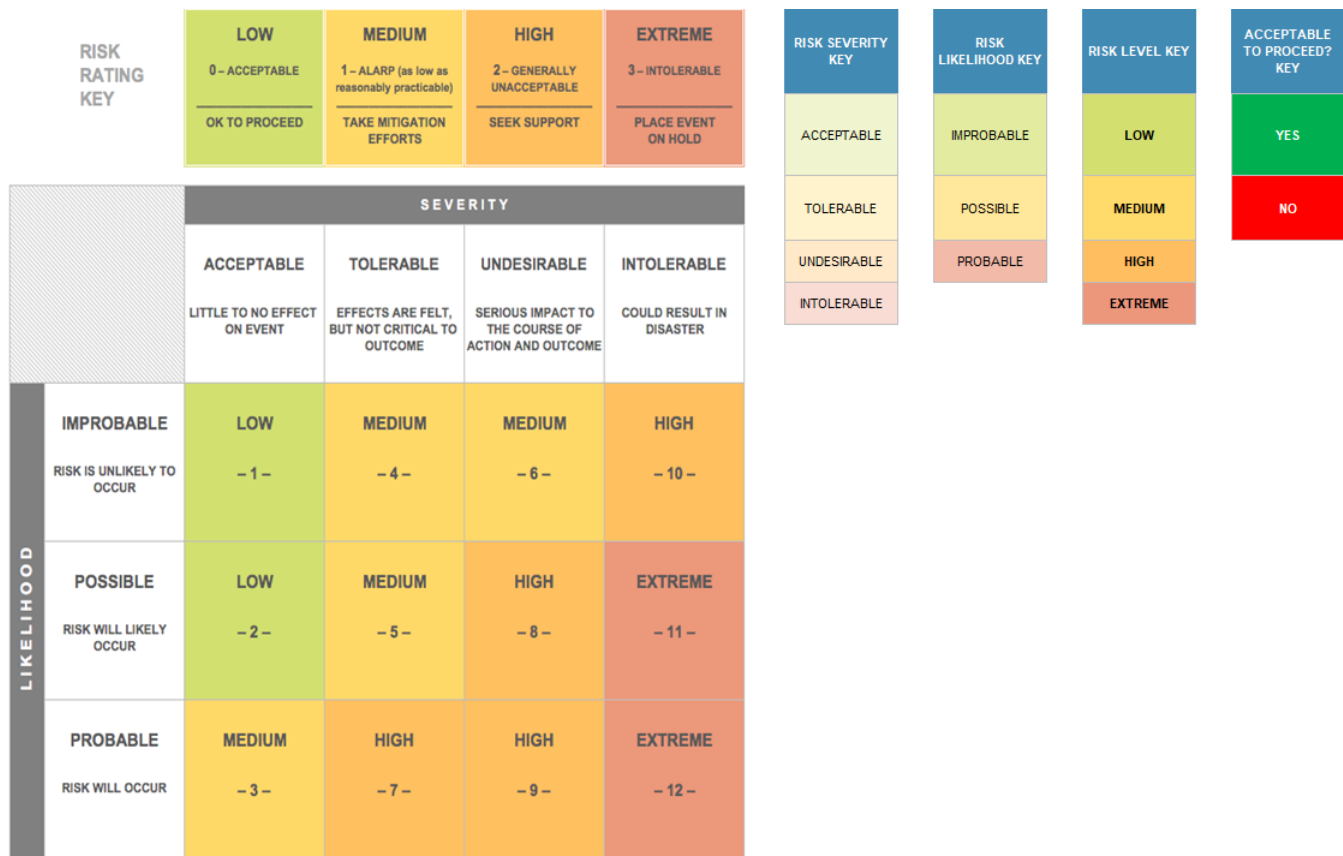 RISK
RATING
KEY
LOW
0 – ACCEPTABLE
OK TO PROCEED
MEDIUM
1 – ALARP (as low as
reasonably practicable)
TAKE MITIGATION
EFFORTS
HIGH
2 – GENERALLY
UNACCEPTABLE
SEEK SUPPORT
EXTREME
3 – INTOLERABLE
PLACE EVENT
ON HOLD
SEVERITY
ACCEPTABLE
LITTLE TO NO EFFECT
ON EVENT
TOLERABLE
EFFECTS ARE FELT,
BUT NOT CRITICAL TO
OUTCOME
UNDESIRABLE
SERIOUS IMPACT TO
THE COURSE OF
ACTION AND OUTCOME
INTOLERABLE
COULD RESULT IN
DISASTER
LIKELIHOOD
IMPROBABLE
RISK IS UNLIKELY TO
OCCUR
LOW
– 1 –
MEDIUM
– 4 –
MEDIUM
– 6 –
HIGH
– 10 –
POSSIBLE
RISK WILL LIKELY
OCCUR
LOW
– 2 –
MEDIUM
– 5 –
HIGH
– 8 –
EXTREME
– 11 –
PROBABLE
RISK WILL OCCUR
MEDIUM
– 3 –
HIGH
– 7 –
HIGH
– 9 –
EXTREME
– 12 –
RISK SEVERITY
KEY
ACCEPTABLE
TOLERABLE
UNDESIRABLE
INTOLERABLE
RISK
LIKELIHOOD KEY
IMPROBABLE
POSSIBLE
PROBABLE
RISK LEVEL KEY
LOW
MEDIUM
HIGH
EXTREME
ACCEPTABLE
TO PROCEED?
KEY
YES
NO